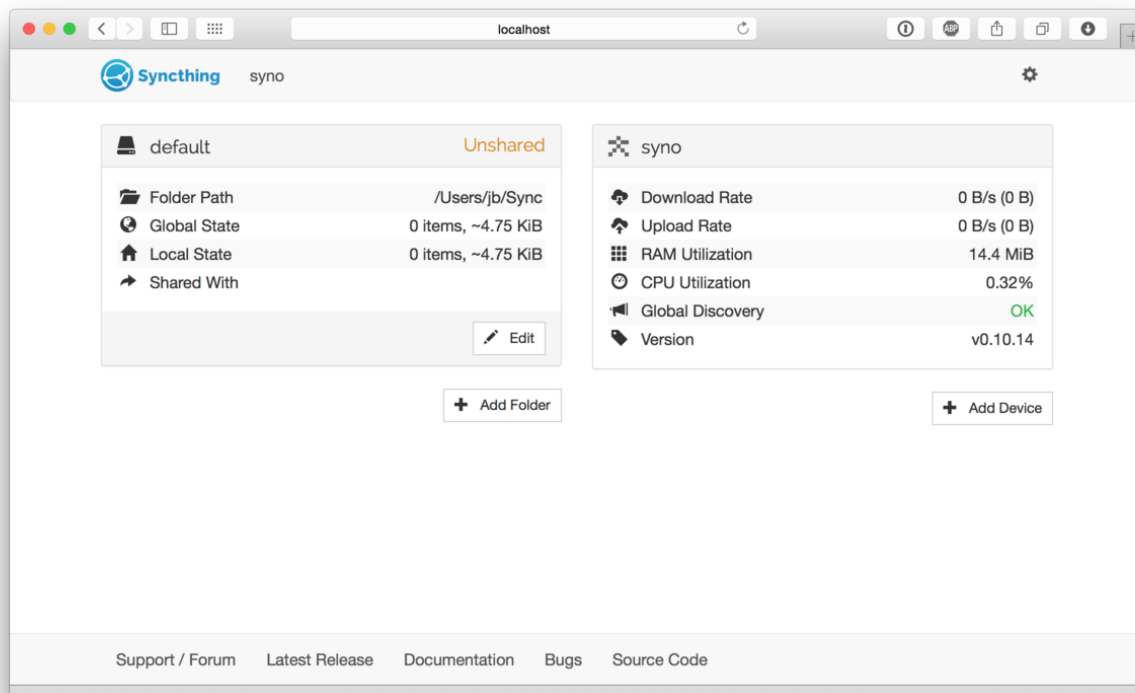 localhost
ABP
Syncthing syno
default Unshared
Folder Path /Users/jb/Sync
Global State 0 items, ~4.75 KiB
Local State 0 items, ~4.75 KiB
Shared With
Edit
Add Folder
syno
Download Rate 0 B/s (0 B)
Upload Rate 0 B/s (0 B)
RAM Utilization 14.4 MiB
CPU Utilization 0.32%
Global Discovery OK
Version v0.10.14
Add Device
Support / Forum Latest Release Documentation Bugs Source Code